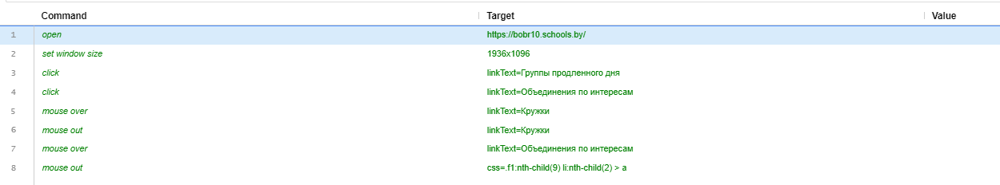 Command Target Value
1 open https://bobr10.schools.by/
2 set window size 1936x1096
3 click linkText=Группы продленного дня
4 click linkText=Объединения по интересам
5 mouse over linkText=Кружки
6 mouse out linkText=Кружки
7 mouse over linkText=Объединения по интересам
8 mouse out css=.f1:nth-child(9) li:nth-child(2) > a